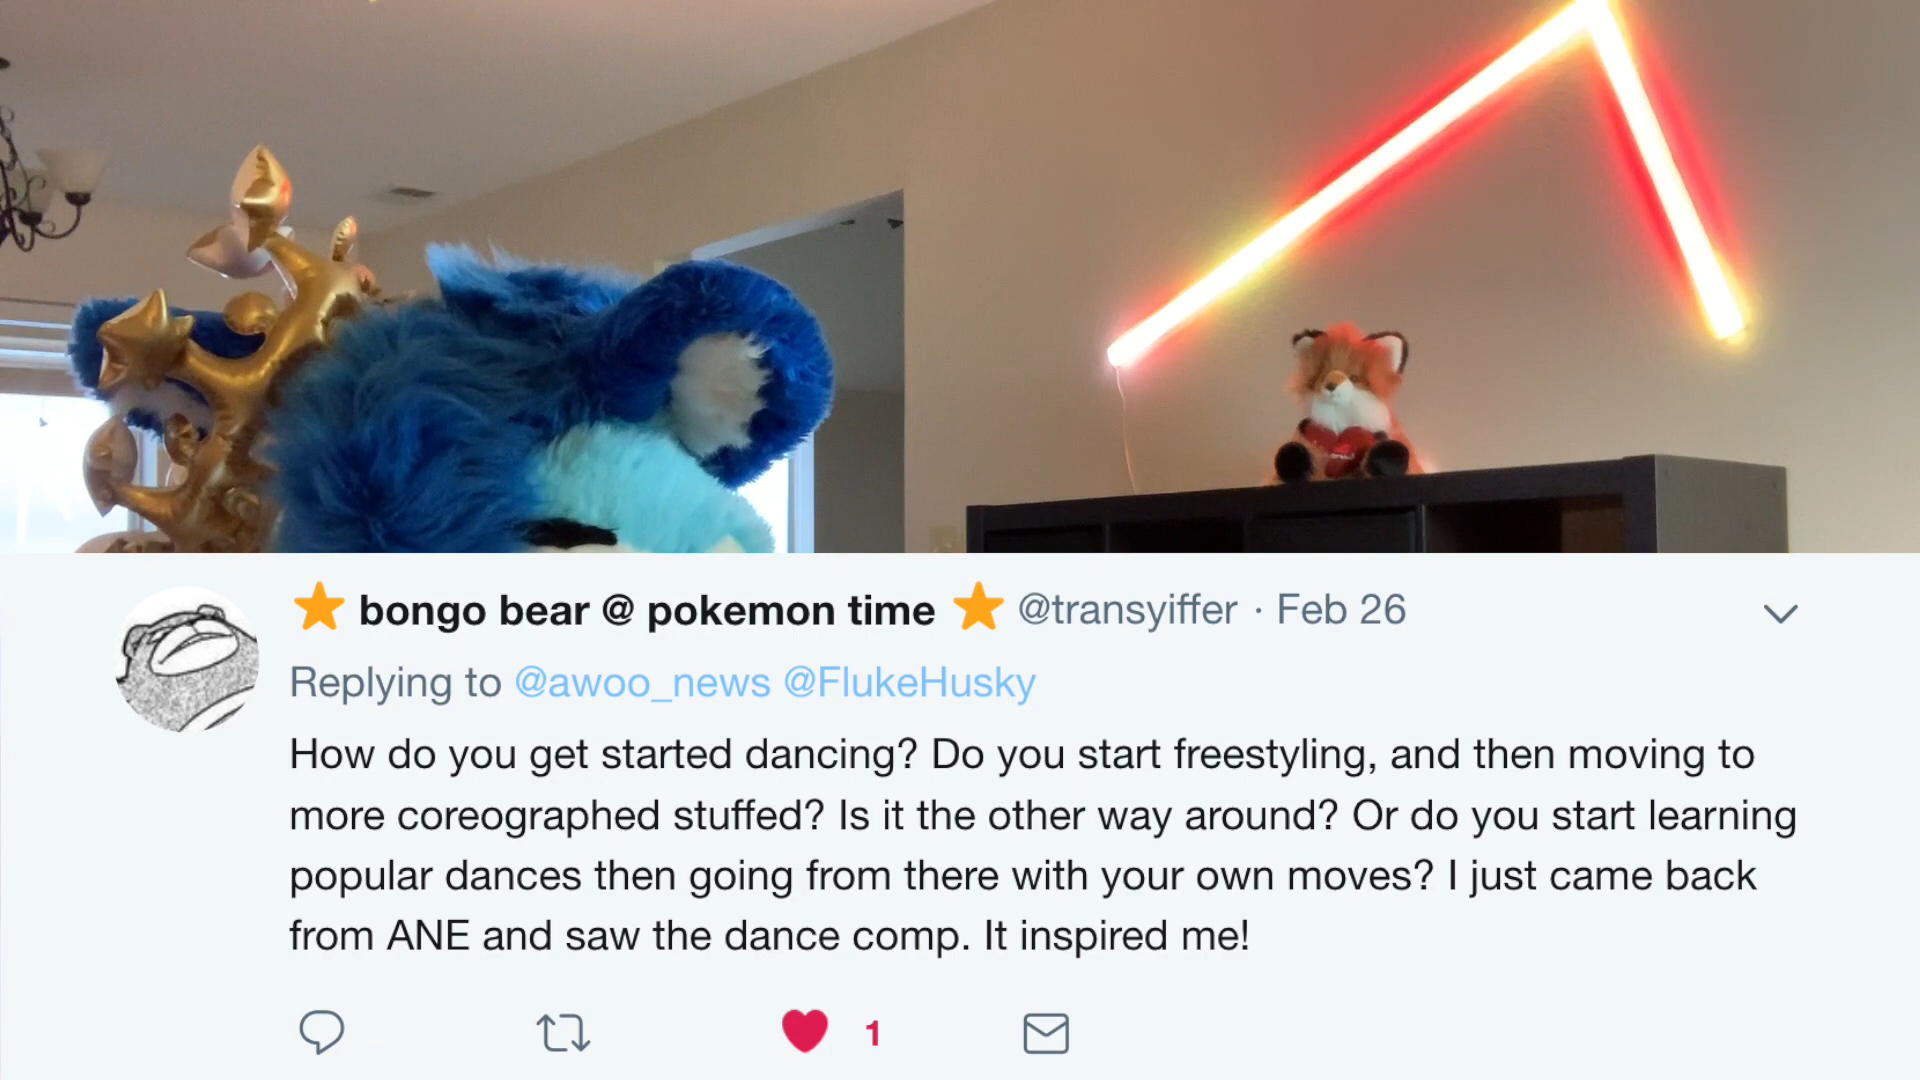 ⭐ bongo bear @ pokemon time ⭐ @transyiffer · Feb 26
Replying to @awoo_news @FlukeHusky
How do you get started dancing? Do you start freestyling, and then moving to
more coreographed stuffed? Is it the other way around? Or do you start learning
popular dances then going from there with your own moves? I just came back
from ANE and saw the dance comp. It inspired me!
1